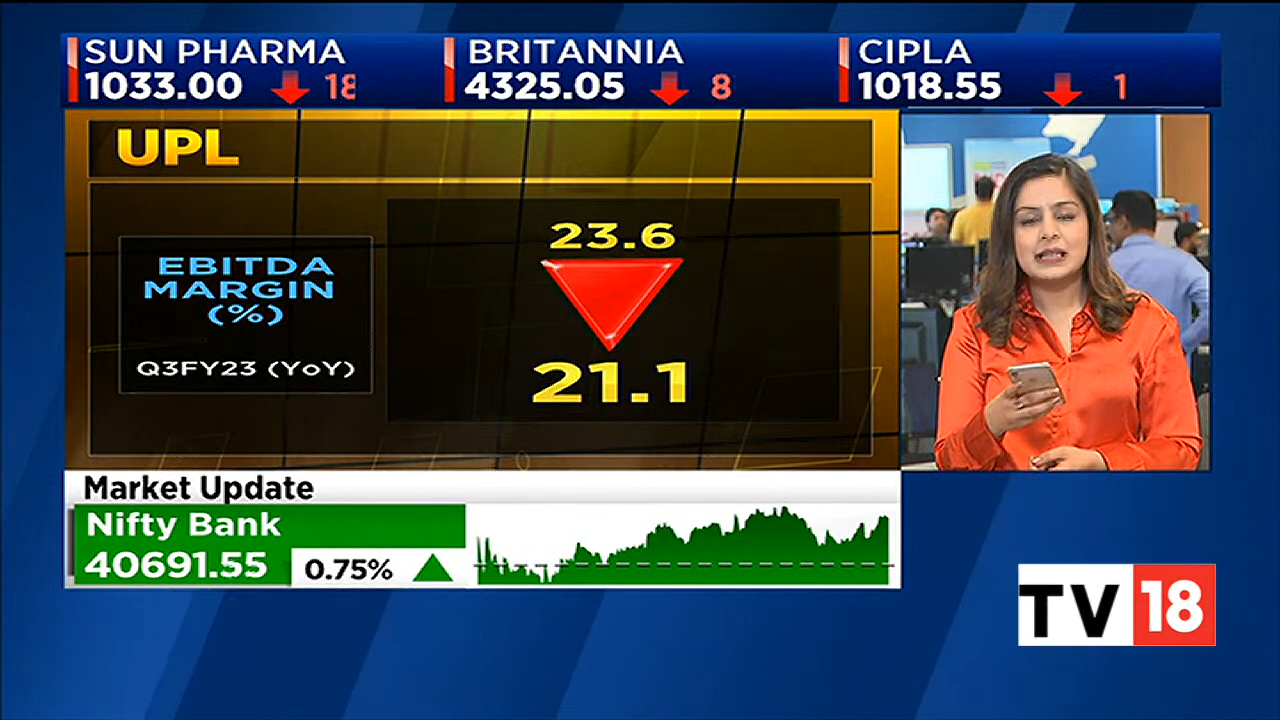 SUN PHARMA
1033.00 18
BRITANNIA
4325.05 8
CIPLA
1018.55 1
UPL
EBITDA
MARGIN
(%)
Q3FY23 (YoY)
23.6
21.1
Market Update
Nifty Bank
40691.55 0.75%
TV18